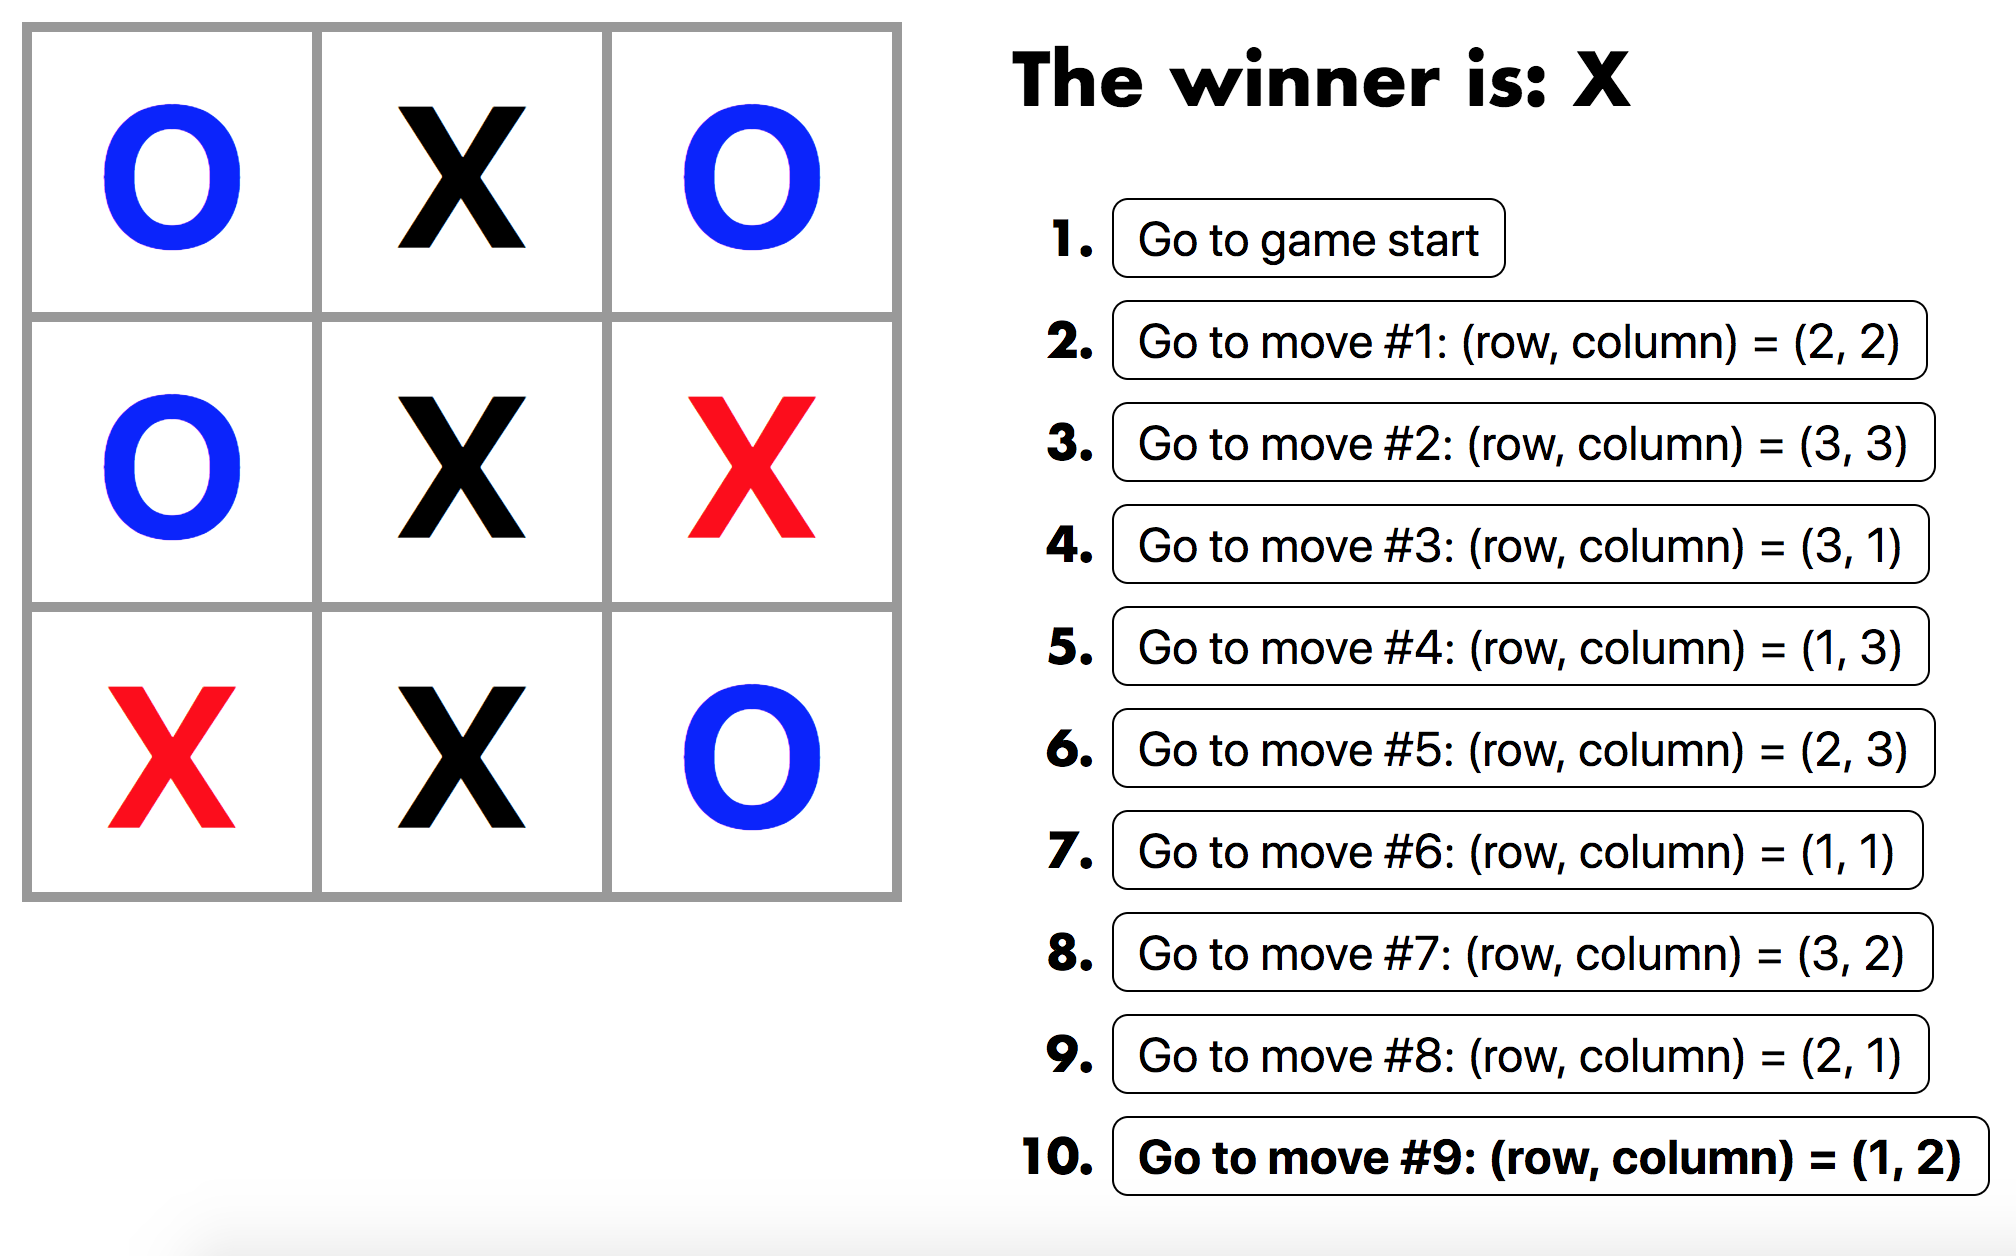 O X O
O X X
X X O
The winner is: X
1. Go to game start
2. Go to move #1: (row, column) = (2, 2)
3. Go to move #2: (row, column) = (3, 3)
4. Go to move #3: (row, column) = (3, 1)
5. Go to move #4: (row, column) = (1, 3)
6. Go to move #5: (row, column) = (2, 3)
7. Go to move #6: (row, column) = (1, 1)
8. Go to move #7: (row, column) = (3, 2)
9. Go to move #8: (row, column) = (2, 1)
10. Go to move #9: (row, column) = (1, 2)